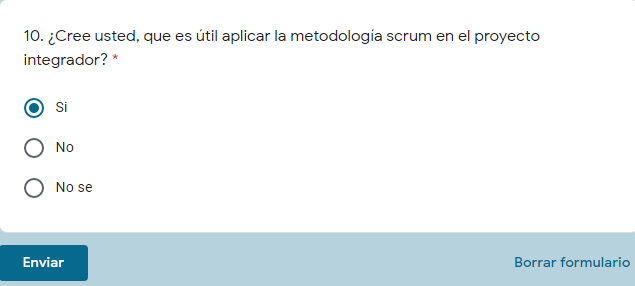 10. ¿Cree usted, que es útil aplicar la metodología scrum en el proyecto
integrador? *
Si
No
No se
Enviar
Borrar formulario